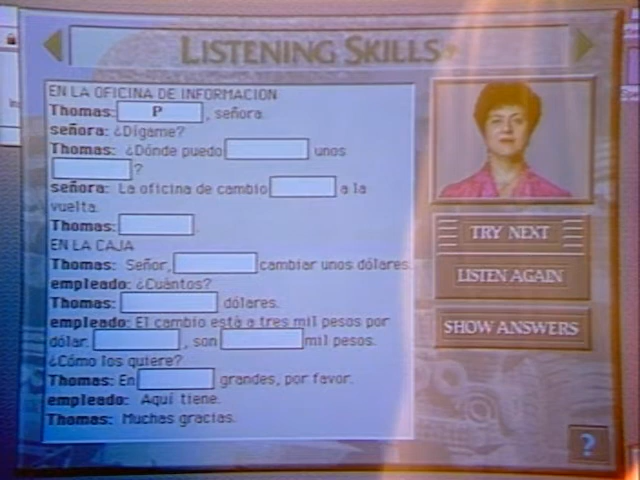 LISTENING SKILLS
EN LA OFICINA DE INFORMACION
Thomas: P , señora.
señora: ¿Dígame?
Thomas: ¿Dónde puedo unos
?
señora: La oficina de cambio a la
vuelta.
Thomas: .
EN LA CAJA
Thomas: Señor, cambiar unos dólares.
empleado: ¿Cuántos?
Thomas: dólares.
empleado: El cambio está a tres mil pesos por
dólar. , son mil pesos.
¿Cómo los quiere?
Thomas: En grandes, por favor.
empleado: Aquí tiene.
Thomas: Muchas gracias.
TRY NEXT
LISTEN AGAIN
SHOW ANSWERS
?